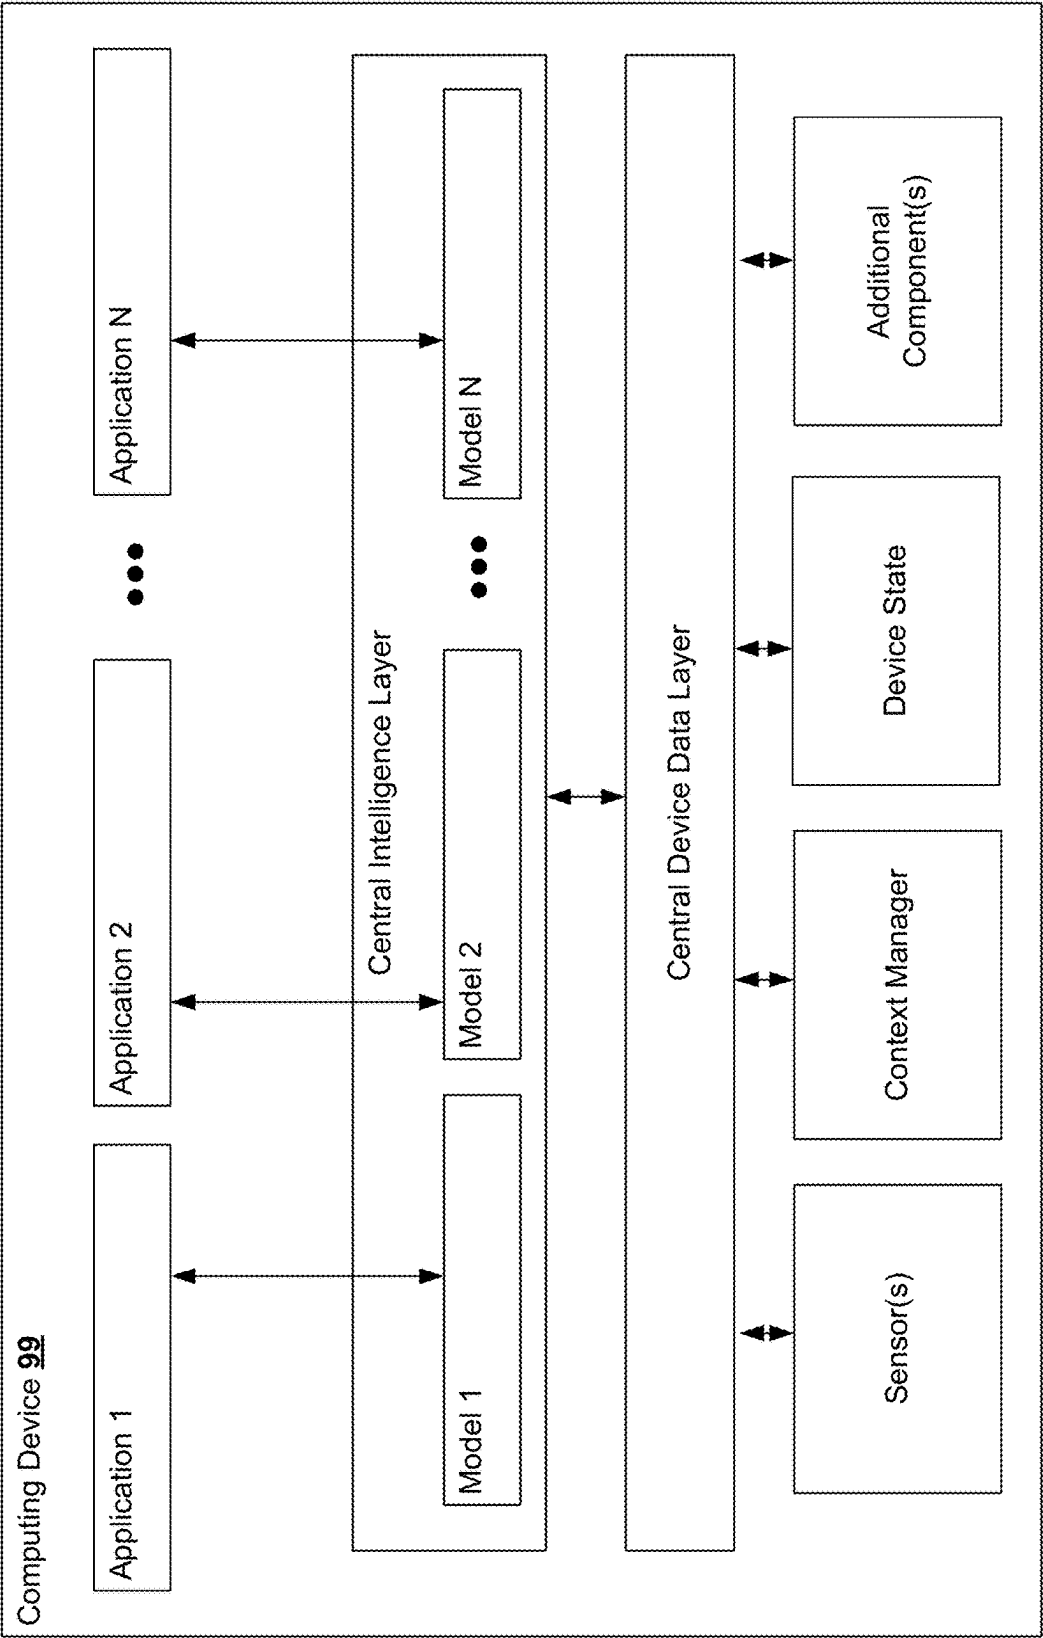 Computing Device 99
Application 1
Application 2
Application N
Central Intelligence Layer
Model 1
Model 2
Model N
Central Device Data Layer
Sensor(s)
Context Manager
Device State
Additional
Component(s)